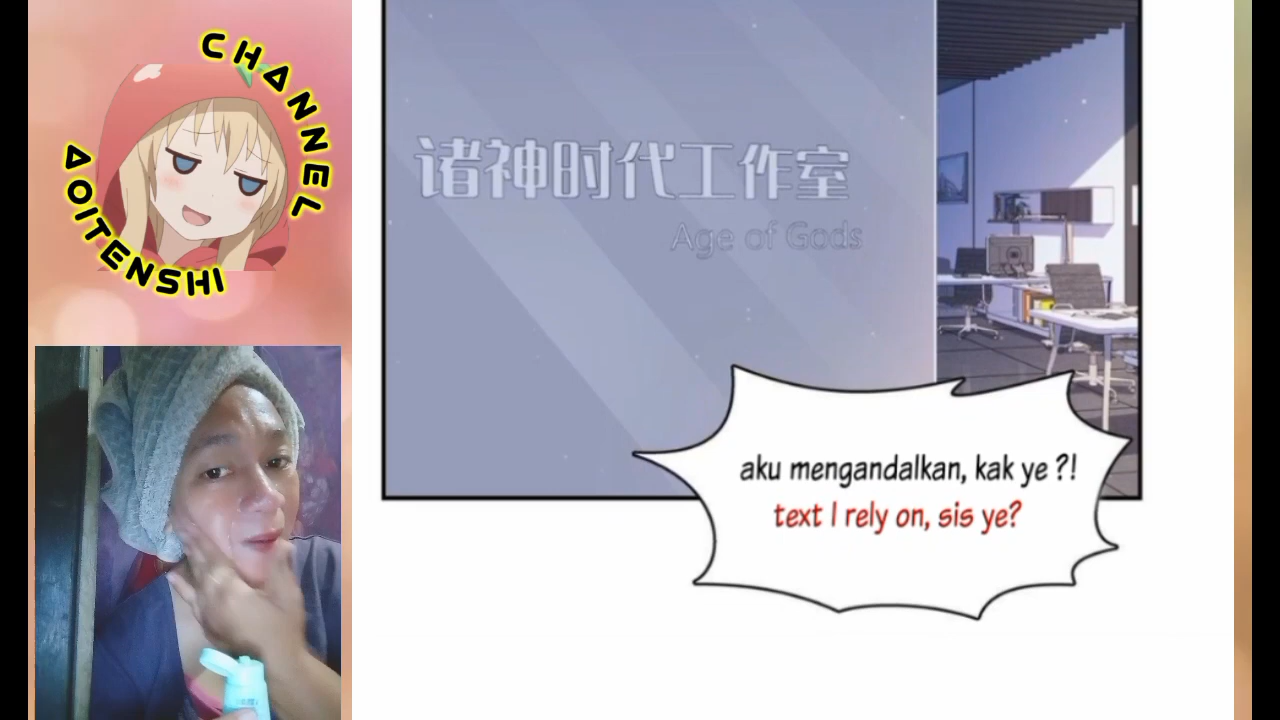 CHANNEL
AOITENSHI
诸神时代工作室
Age of Gods
aku mengandalkan, kak ye ?!
text I rely on, sis ye?